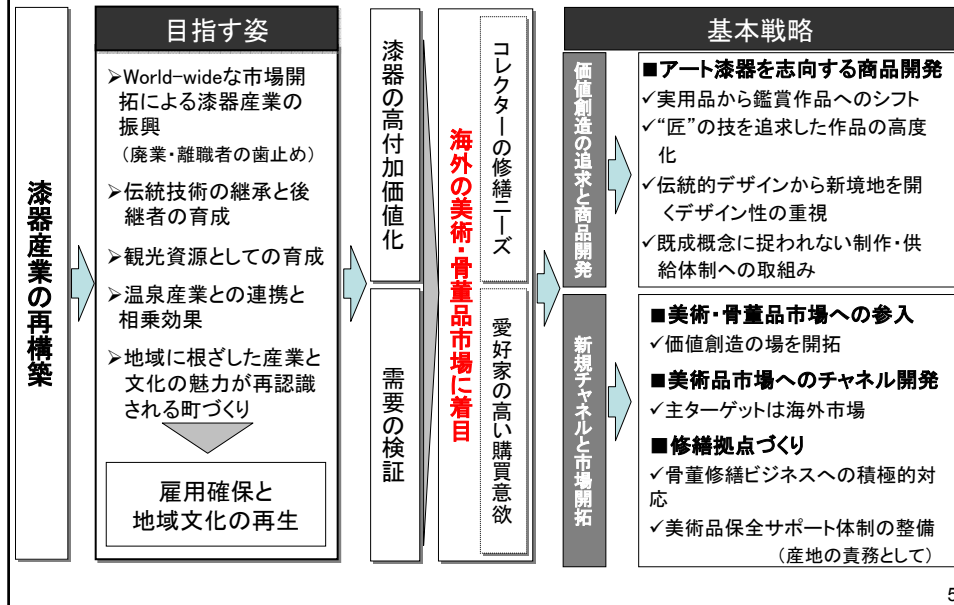 漆器産業の再構築
目指す姿
➢World-wideな市場開
拓による漆器産業の
振興
(廃業・離職者の歯止め)
➢伝統技術の継承と後
継者の育成
➢観光資源としての育成
➢温泉産業との連携と
相乗効果
➢地域に根ざした産業と
文化の魅力が再認識
される町づくり
雇用確保と
地域文化の再生
漆器の高付加価値化
需要の検証
海外の美術・骨董品市場に着目
コレクターの修繕ニーズ
愛好家の高い購買意欲
基本戦略
価値創造の追求と商品開発
■アート漆器を志向する商品開発
✓実用品から鑑賞作品へのシフト
✓“匠”の技を追求した作品の高度
化
✓伝統的デザインから新境地を開
くデザイン性の重視
✓既成概念に捉われない制作・供
給体制への取組み
新規チャネルと市場開拓
■美術・骨董品市場への参入
✓価値創造の場を開拓
■美術品市場へのチャネル開発
✓主ターゲットは海外市場
■修繕拠点づくり
✓骨董修繕ビジネスへの積極的対
応
✓美術品保全サポート体制の整備
(産地の責務として)
5